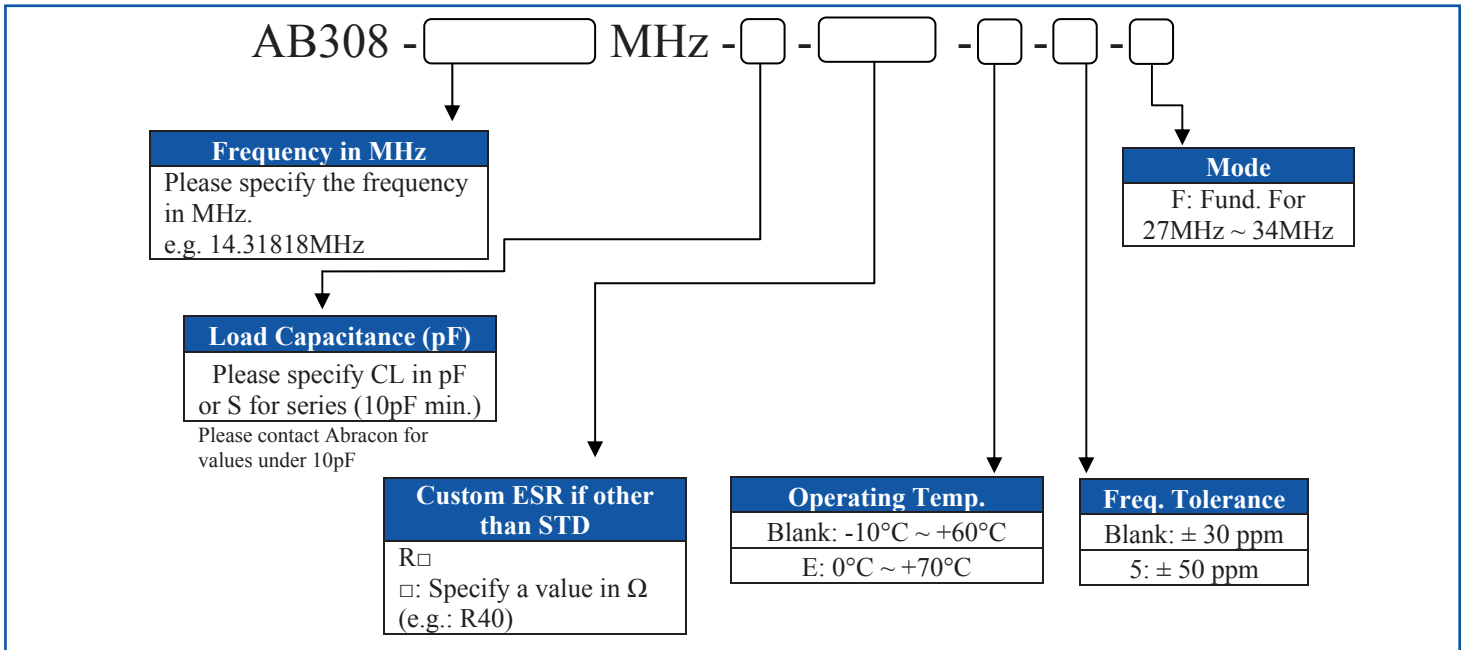 AB308 - MHz - - - - -
Frequency in MHz
Please specify the frequency
in MHz.
e.g. 14.31818MHz
Mode
F: Fund. For
27MHz ~ 34MHz
Load Capacitance (pF)
Please specify CL in pF
or S for series (10pF min.)
Please contact Abracon for
values under 10pF
Custom ESR if other
than STD
R□
□: Specify a value in Ω
(e.g.: R40)
Operating Temp.
Blank: -10°C ~ +60°C
E: 0°C ~ +70°C
Freq. Tolerance
Blank: ± 30 ppm
5: ± 50 ppm